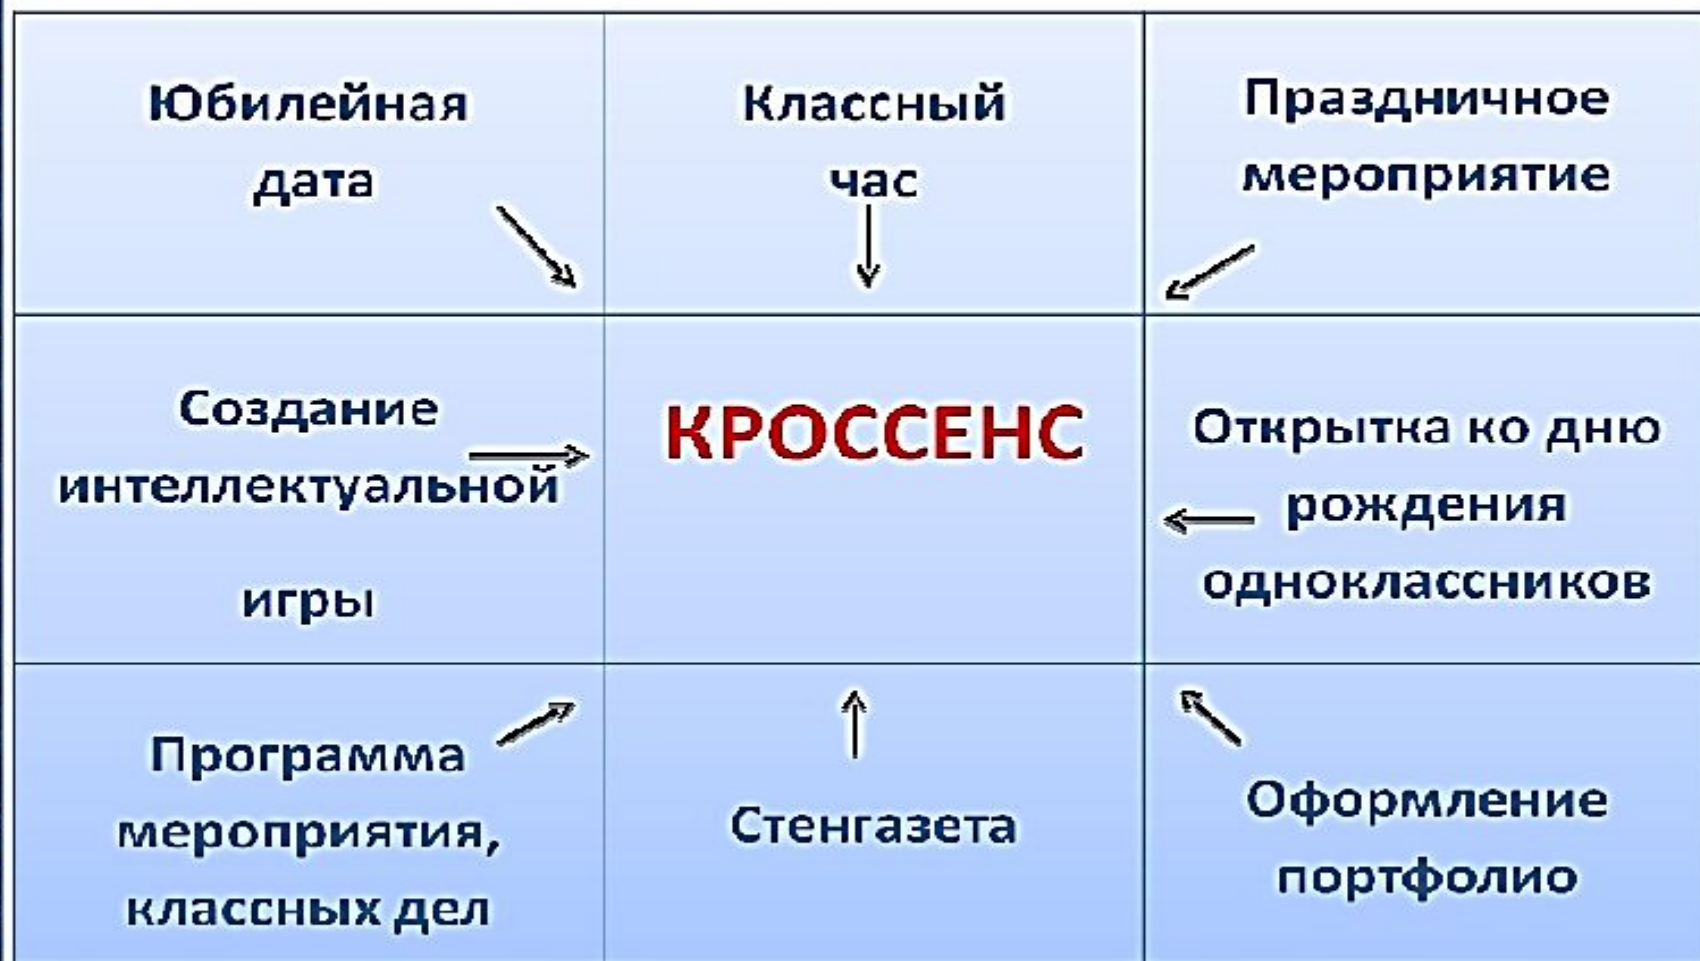 Юбилейная
дата
Классный
час
Праздничное
мероприятие
Создание
интеллектуальной
игры
КРОССЕНС
Открытка ко дню
рождения
одноклассников
Программа
мероприятия,
классных дел
Стенгазета
Оформление
портфолио